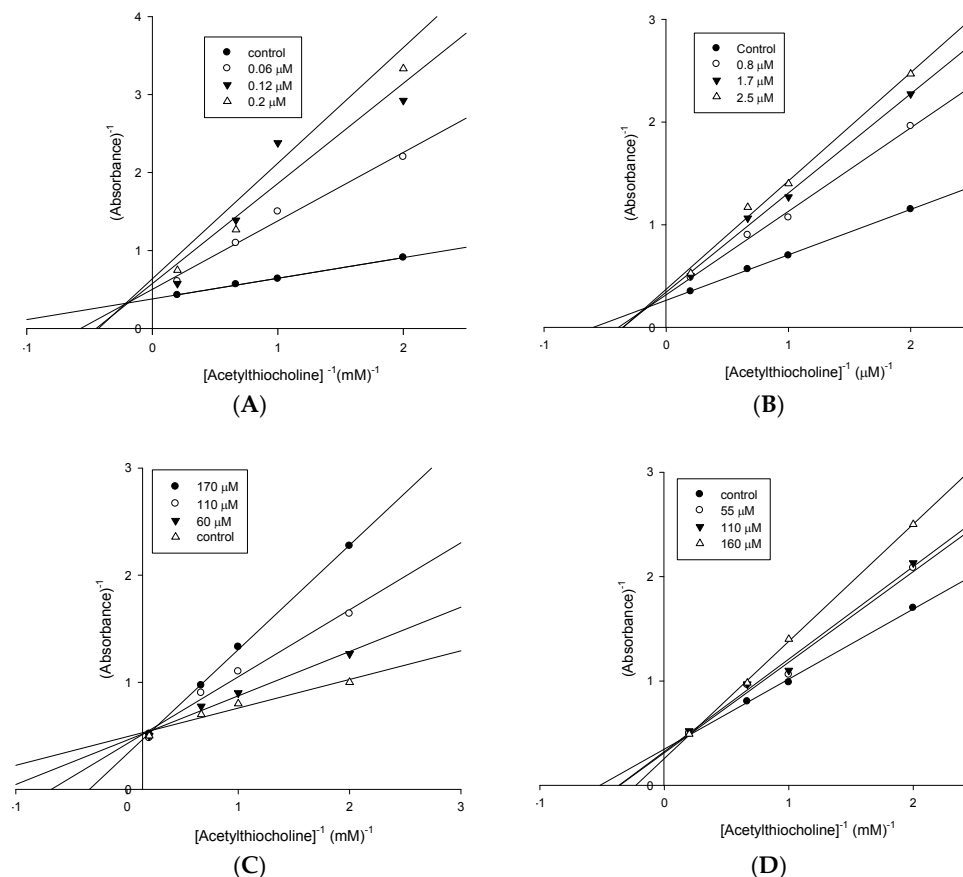 4
3
2
1
0
-1
0
1
2
(Absorbance)⁻¹
[Acetylthiocholine] ⁻¹ (mM)⁻¹
control
0.06 μM
0.12 μM
0.2 μM
(A)
3
2
1
0
-1
0
1
2
(Absorbance)⁻¹
[Acetylthiocholine]⁻¹ (μM)⁻¹
Control
0.8 μM
1.7 μM
2.5 μM
(B)
3
2
1
0
-1
0
1
2
3
(Absorbance)⁻¹
[Acetylthiocholine]⁻¹ (mM)⁻¹
170 μM
110 μM
60 μM
control
(C)
3
2
1
0
-1
0
1
2
(Absorbance)⁻¹
[Acetylthiocholine]⁻¹ (mM)⁻¹
control
55 μM
110 μM
160 μM
(D)